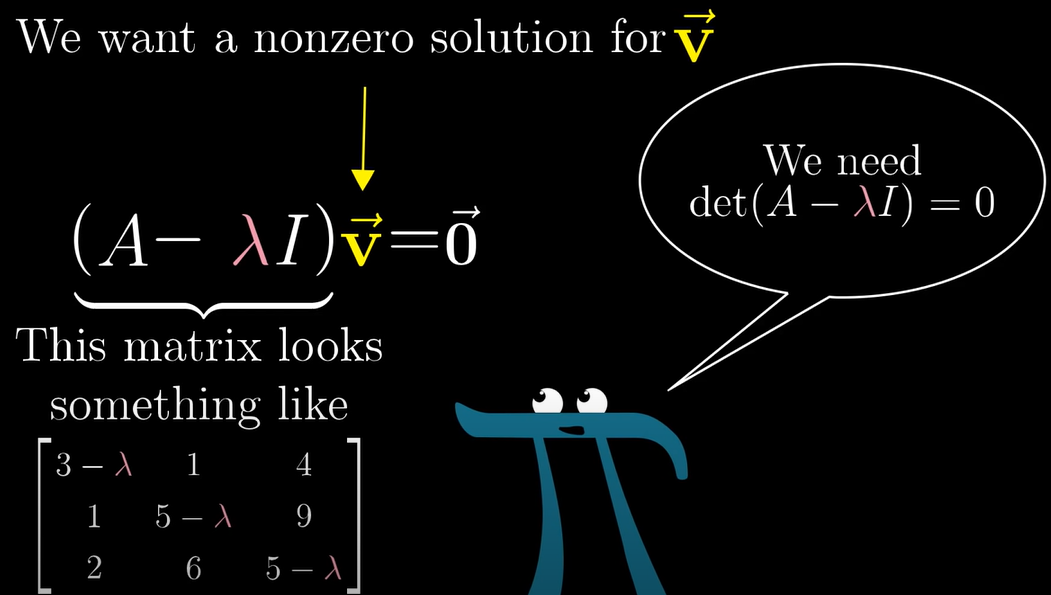 We want a nonzero solution for v⃗
We need
det(A − λI) = 0
(A − λI)v⃗ = 0⃗
This matrix looks
something like
3 − λ 1 4
1 5 − λ 9
2 6 5 − λ